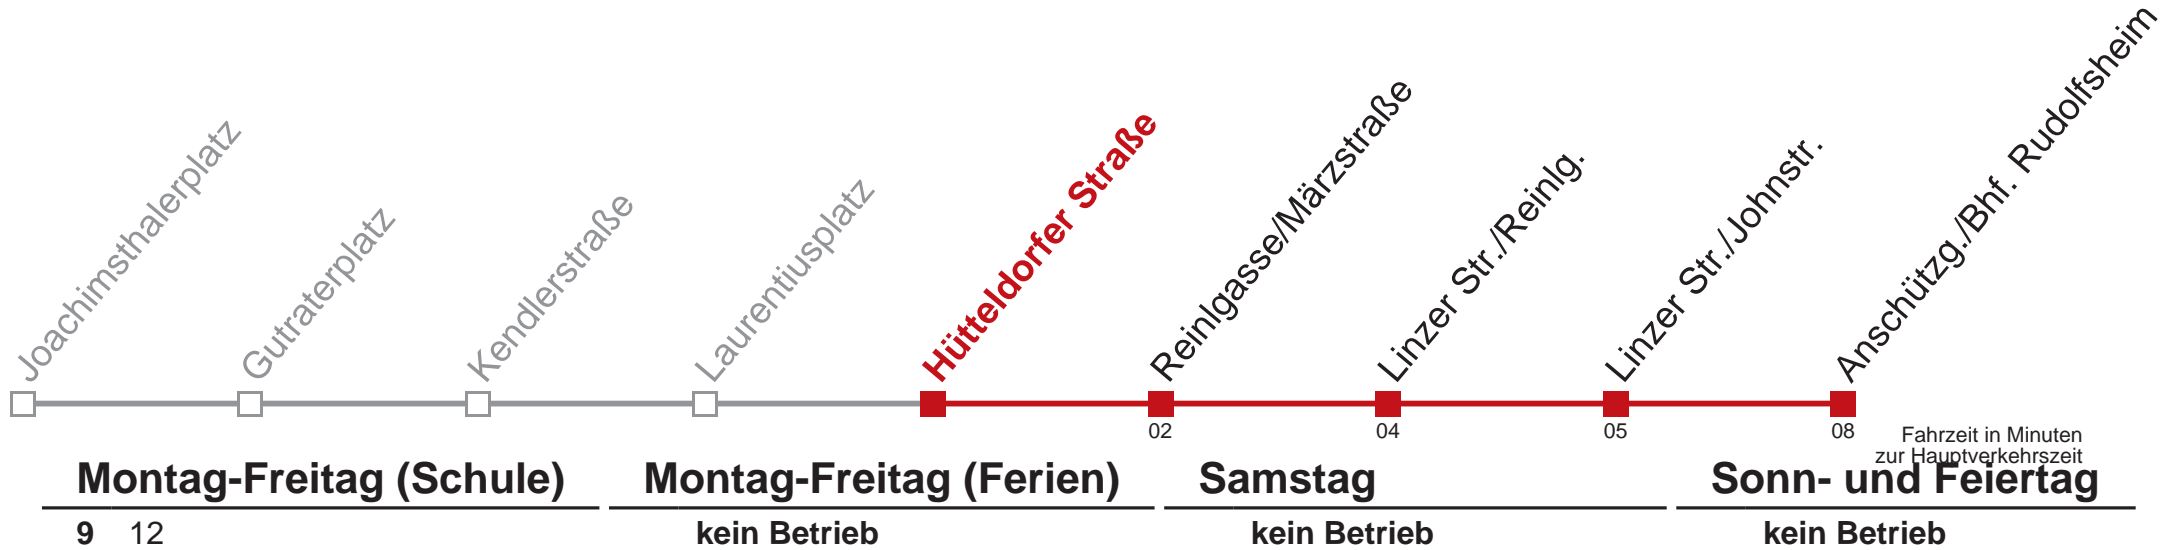 Joachimsthalerplatz
Gutraterplatz
Kendlerstraße
Laurentiusplatz
Hütteldorfer Straße
Reinlgasse/Märzstraße
Linzer Str./Reinlg.
Linzer Str./Johnstr.
Anschützg./Bhf. Rudolfsheim
02 04 05 08
Fahrzeit in Minuten
zur Hauptverkehrszeit
Montag-Freitag (Schule) Montag-Freitag (Ferien) Samstag Sonn- und Feiertag
9 12 kein Betrieb kein Betrieb kein Betrieb